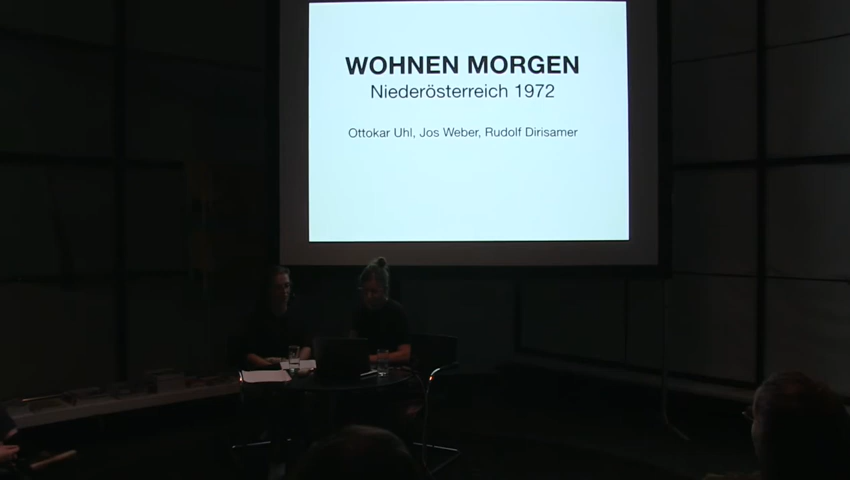 WOHNEN MORGEN
Niederösterreich 1972
Ottokar Uhl, Jos Weber, Rudolf Dirisamer